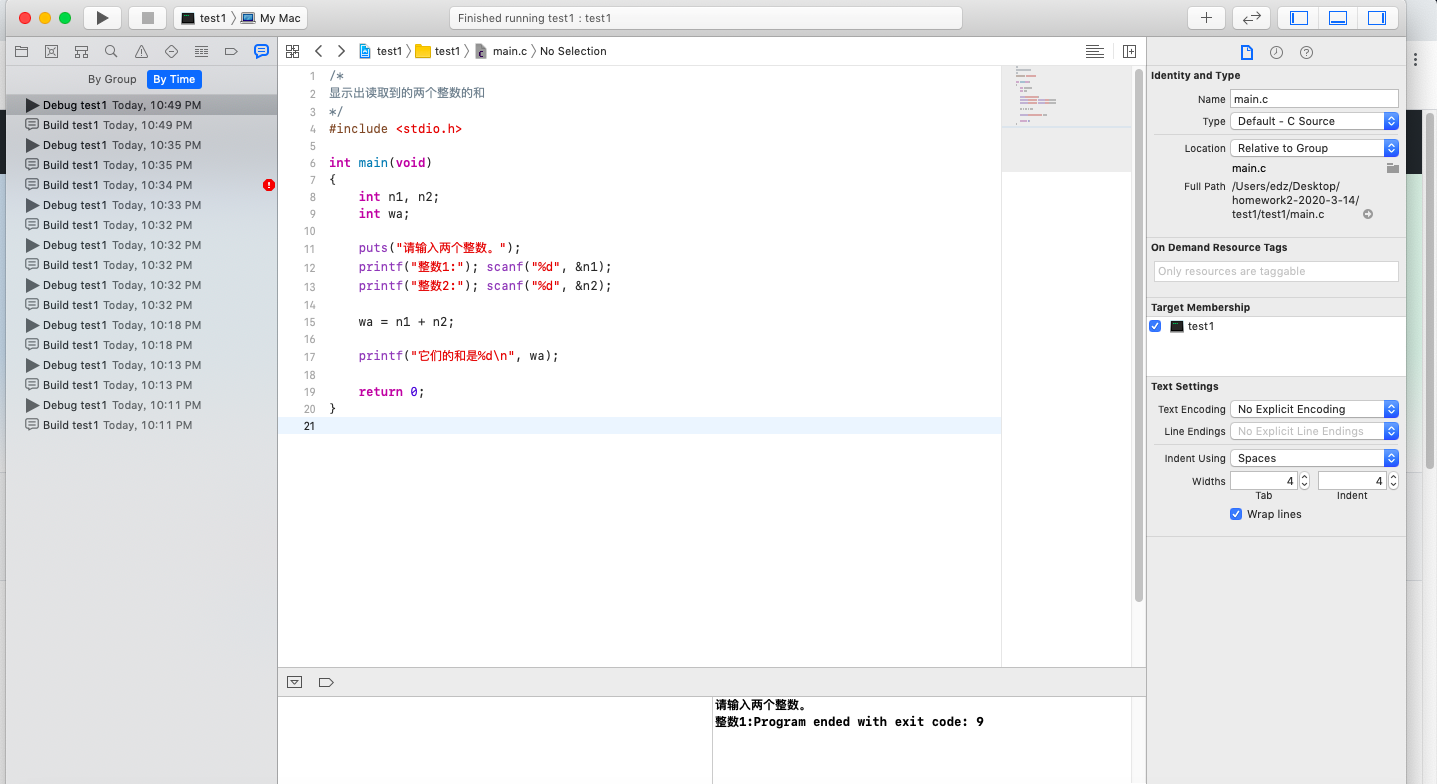 test1 〉 My Mac
Finished running test1 : test1
test1 〉 test1 〉 main.c 〉 No Selection
By Group By Time
Debug test1 Today, 10:49 PM
Build test1 Today, 10:49 PM
Debug test1 Today, 10:35 PM
Build test1 Today, 10:35 PM
Build test1 Today, 10:34 PM
Debug test1 Today, 10:33 PM
Build test1 Today, 10:32 PM
Debug test1 Today, 10:32 PM
Build test1 Today, 10:32 PM
Debug test1 Today, 10:32 PM
Build test1 Today, 10:32 PM
Debug test1 Today, 10:18 PM
Build test1 Today, 10:18 PM
Debug test1 Today, 10:13 PM
Build test1 Today, 10:13 PM
Debug test1 Today, 10:11 PM
Build test1 Today, 10:11 PM
1 /*
2 显示出读取到的两个整数的和
3 */
4 #include <stdio.h>
5
6 int main(void)
7 {
8     int n1, n2;
9     int wa;
10
11     puts("请输入两个整数。");
12     printf("整数1:"); scanf("%d", &n1);
13     printf("整数2:"); scanf("%d", &n2);
14
15     wa = n1 + n2;
16
17     printf("它们的和是%d\n", wa);
18
19     return 0;
20 }
21
请输入两个整数。
整数1:Program ended with exit code: 9
Identity and Type
Name main.c
Type Default - C Source
Location Relative to Group
main.c
Full Path /Users/edz/Desktop/
homework2-2020-3-14/
test1/test1/main.c
On Demand Resource Tags
Only resources are taggable
Target Membership
test1
Text Settings
Text Encoding No Explicit Encoding
Line Endings No Explicit Line Endings
Indent Using Spaces
Widths 4 4
Tab Indent
Wrap lines